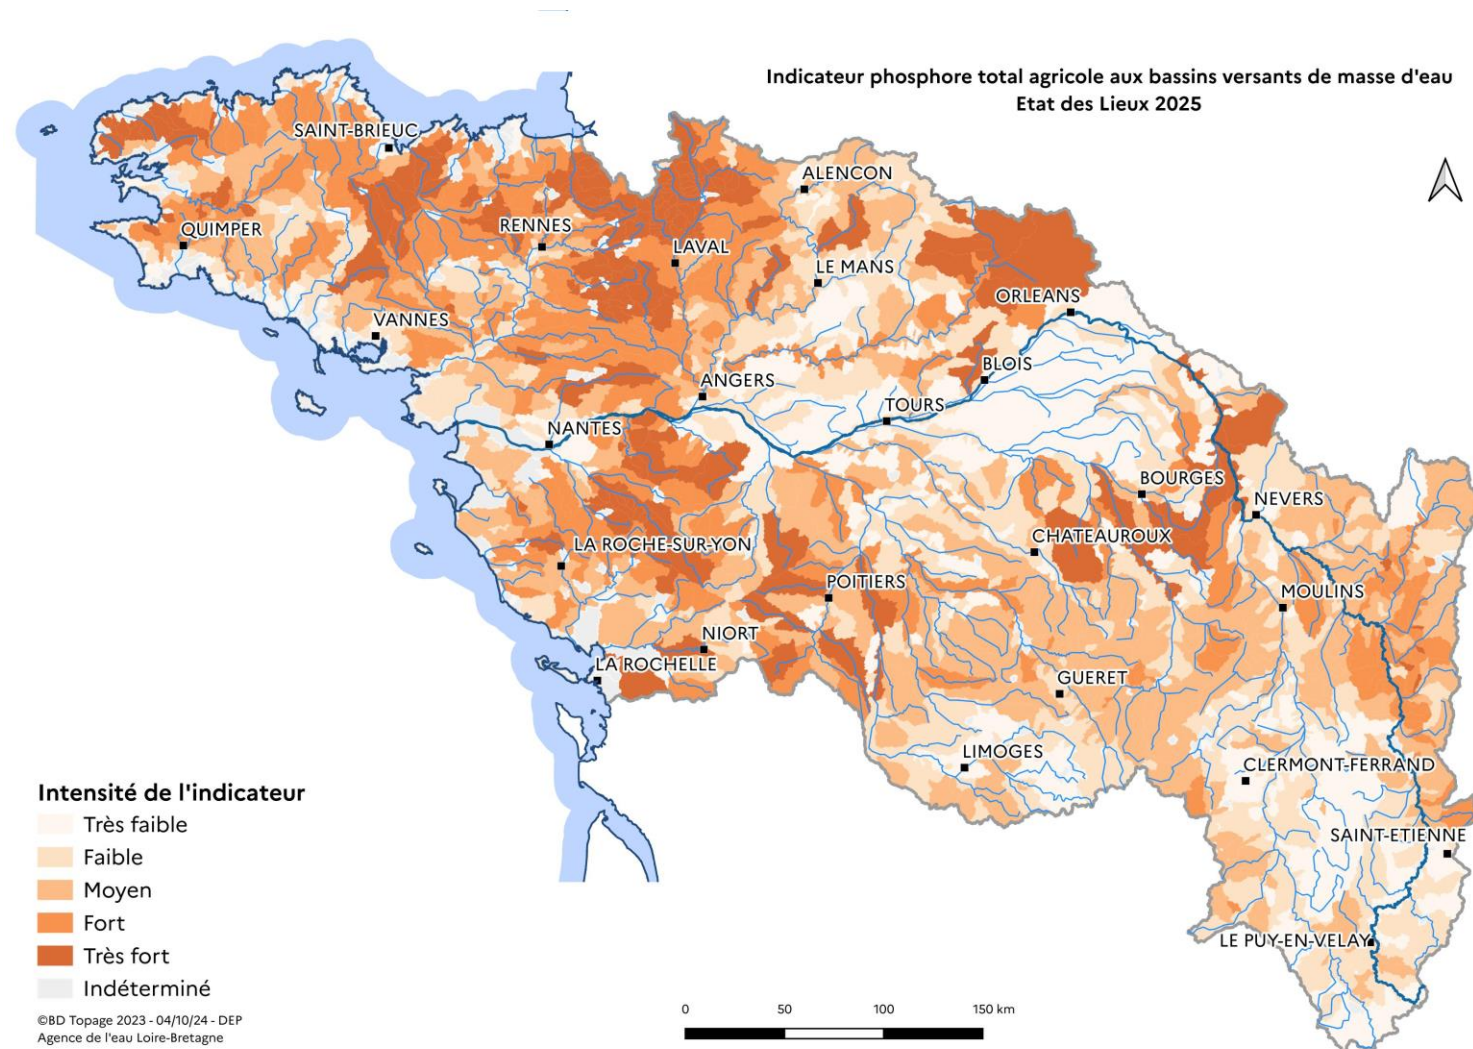 Indicateur phosphore total agricole aux bassins versants de masse d'eau
Etat des Lieux 2025
SAINT-BRIEUC
ALENCON
QUIMPER
RENNES
LAVAL
LE MANS
ORLEANS
VANNES
BLOIS
ANGERS
TOURS
NANTES
BOURGES
NEVERS
CHATEAUROUX
LA ROCHE-SUR-YON
POITIERS
MOULINS
NIORT
LA ROCHELLE
GUERET
LIMOGES
CLERMONT-FERRAND
SAINT-ETIENNE
LE PUY-EN-VELAY
Intensité de l'indicateur
Très faible
Faible
Moyen
Fort
Très fort
Indéterminé
©BD Topage 2023 - 04/10/24 - DEP
Agence de l'eau Loire-Bretagne
0 50 100 150 km